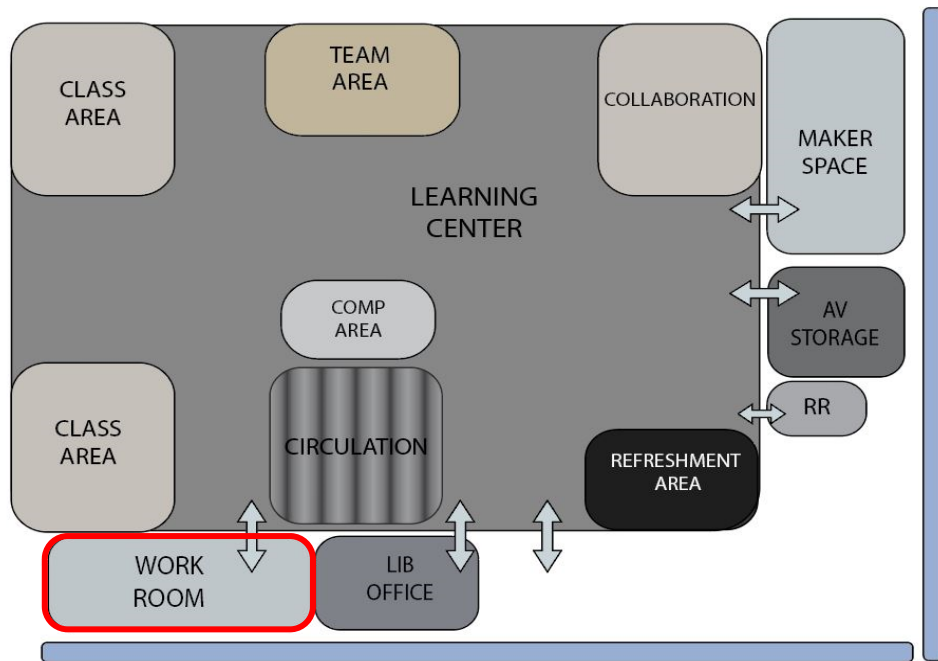 CLASS
AREA
TEAM
AREA
COLLABORATION
MAKER
SPACE
LEARNING
CENTER
COMP
AREA
AV
STORAGE
CLASS
AREA
CIRCULATION
RR
REFRESHMENT
AREA
WORK
ROOM
LIB
OFFICE